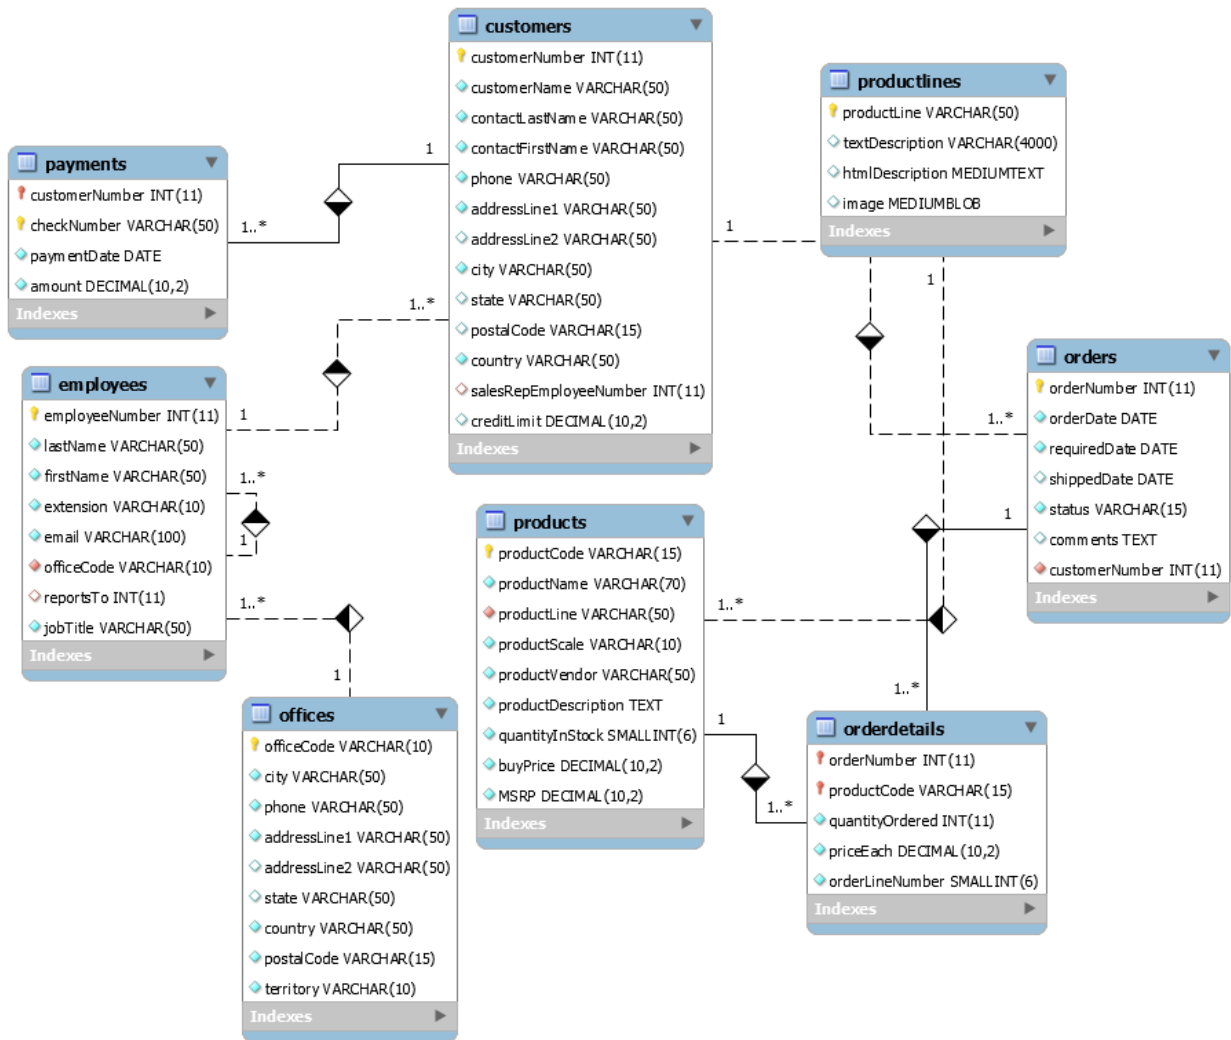 customers
customerNumber INT(11)
customerName VARCHAR(50)
contactLastName VARCHAR(50)
contactFirstName VARCHAR(50)
phone VARCHAR(50)
addressLine1 VARCHAR(50)
addressLine2 VARCHAR(50)
city VARCHAR(50)
state VARCHAR(50)
postalCode VARCHAR(15)
country VARCHAR(50)
salesRepEmployeeNumber INT(11)
creditLimit DECIMAL(10,2)
Indexes
productlines
productLine VARCHAR(50)
textDescription VARCHAR(4000)
htmlDescription MEDIUMTEXT
image MEDIUMBLOB
Indexes
payments
customerNumber INT(11)
checkNumber VARCHAR(50)
paymentDate DATE
amount DECIMAL(10,2)
Indexes
1
1..*
1
1
1..*
1
1..*
employees
employeeNumber INT(11)
lastName VARCHAR(50)
firstName VARCHAR(50)
extension VARCHAR(10)
email VARCHAR(100)
officeCode VARCHAR(10)
reportsTo INT(11)
jobTitle VARCHAR(50)
Indexes
1..*
1
1..*
1
orders
orderNumber INT(11)
orderDate DATE
requiredDate DATE
shippedDate DATE
status VARCHAR(15)
comments TEXT
customerNumber INT(11)
Indexes
1
1..*
products
productCode VARCHAR(15)
productName VARCHAR(70)
productLine VARCHAR(50)
productScale VARCHAR(10)
productVendor VARCHAR(50)
productDescription TEXT
quantityInStock SMALLINT(6)
buyPrice DECIMAL(10,2)
MSRP DECIMAL(10,2)
Indexes
1..*
1
1..*
offices
officeCode VARCHAR(10)
city VARCHAR(50)
phone VARCHAR(50)
addressLine1 VARCHAR(50)
addressLine2 VARCHAR(50)
state VARCHAR(50)
country VARCHAR(50)
postalCode VARCHAR(15)
territory VARCHAR(10)
Indexes
orderdetails
orderNumber INT(11)
productCode VARCHAR(15)
quantityOrdered INT(11)
priceEach DECIMAL(10,2)
orderLineNumber SMALLINT(6)
Indexes